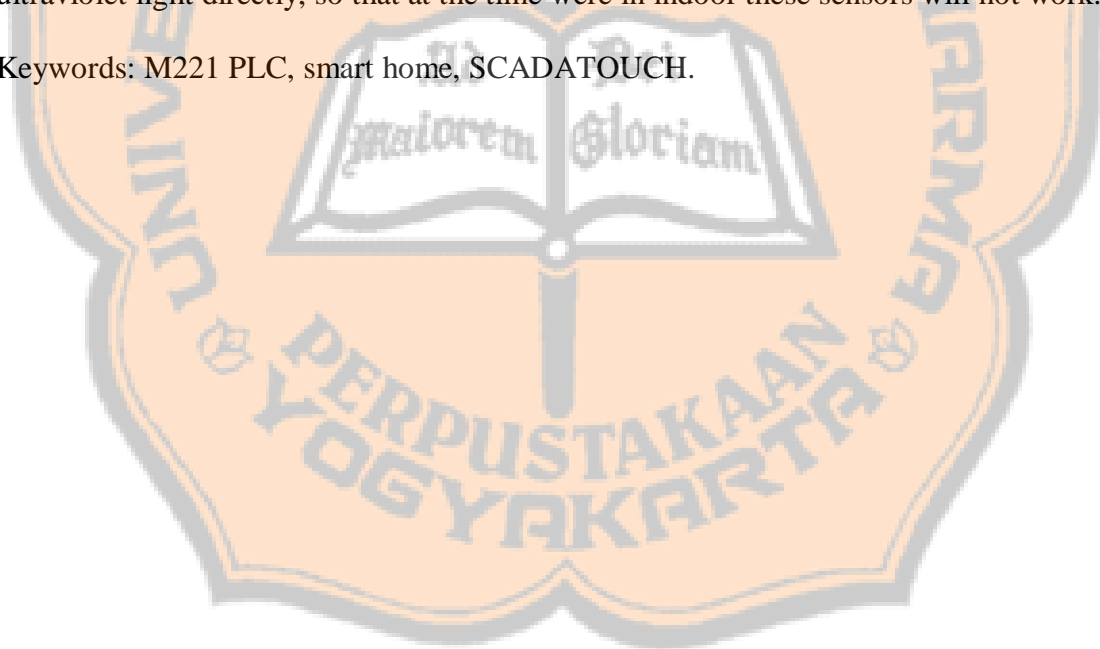 ultraviolet light directly, so that at the time were in indoor these sensors will not work.
Keywords: M221 PLC, smart home, SCADATOUCH.
Ad Dei
Maiorem Gloriam
PERPUSTAKAAN
YOGYAKARTA